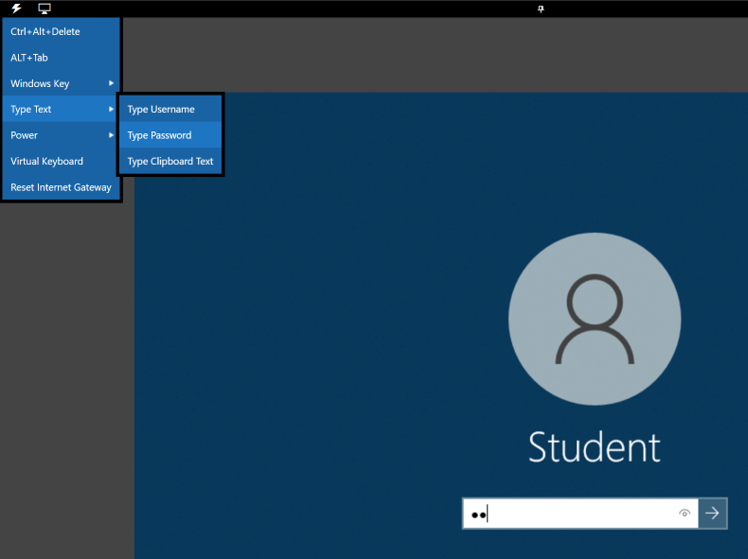 Ctrl+Alt+Delete
ALT+Tab
Windows Key
Type Text
Power
Virtual Keyboard
Reset Internet Gateway
Type Username
Type Password
Type Clipboard Text
Student